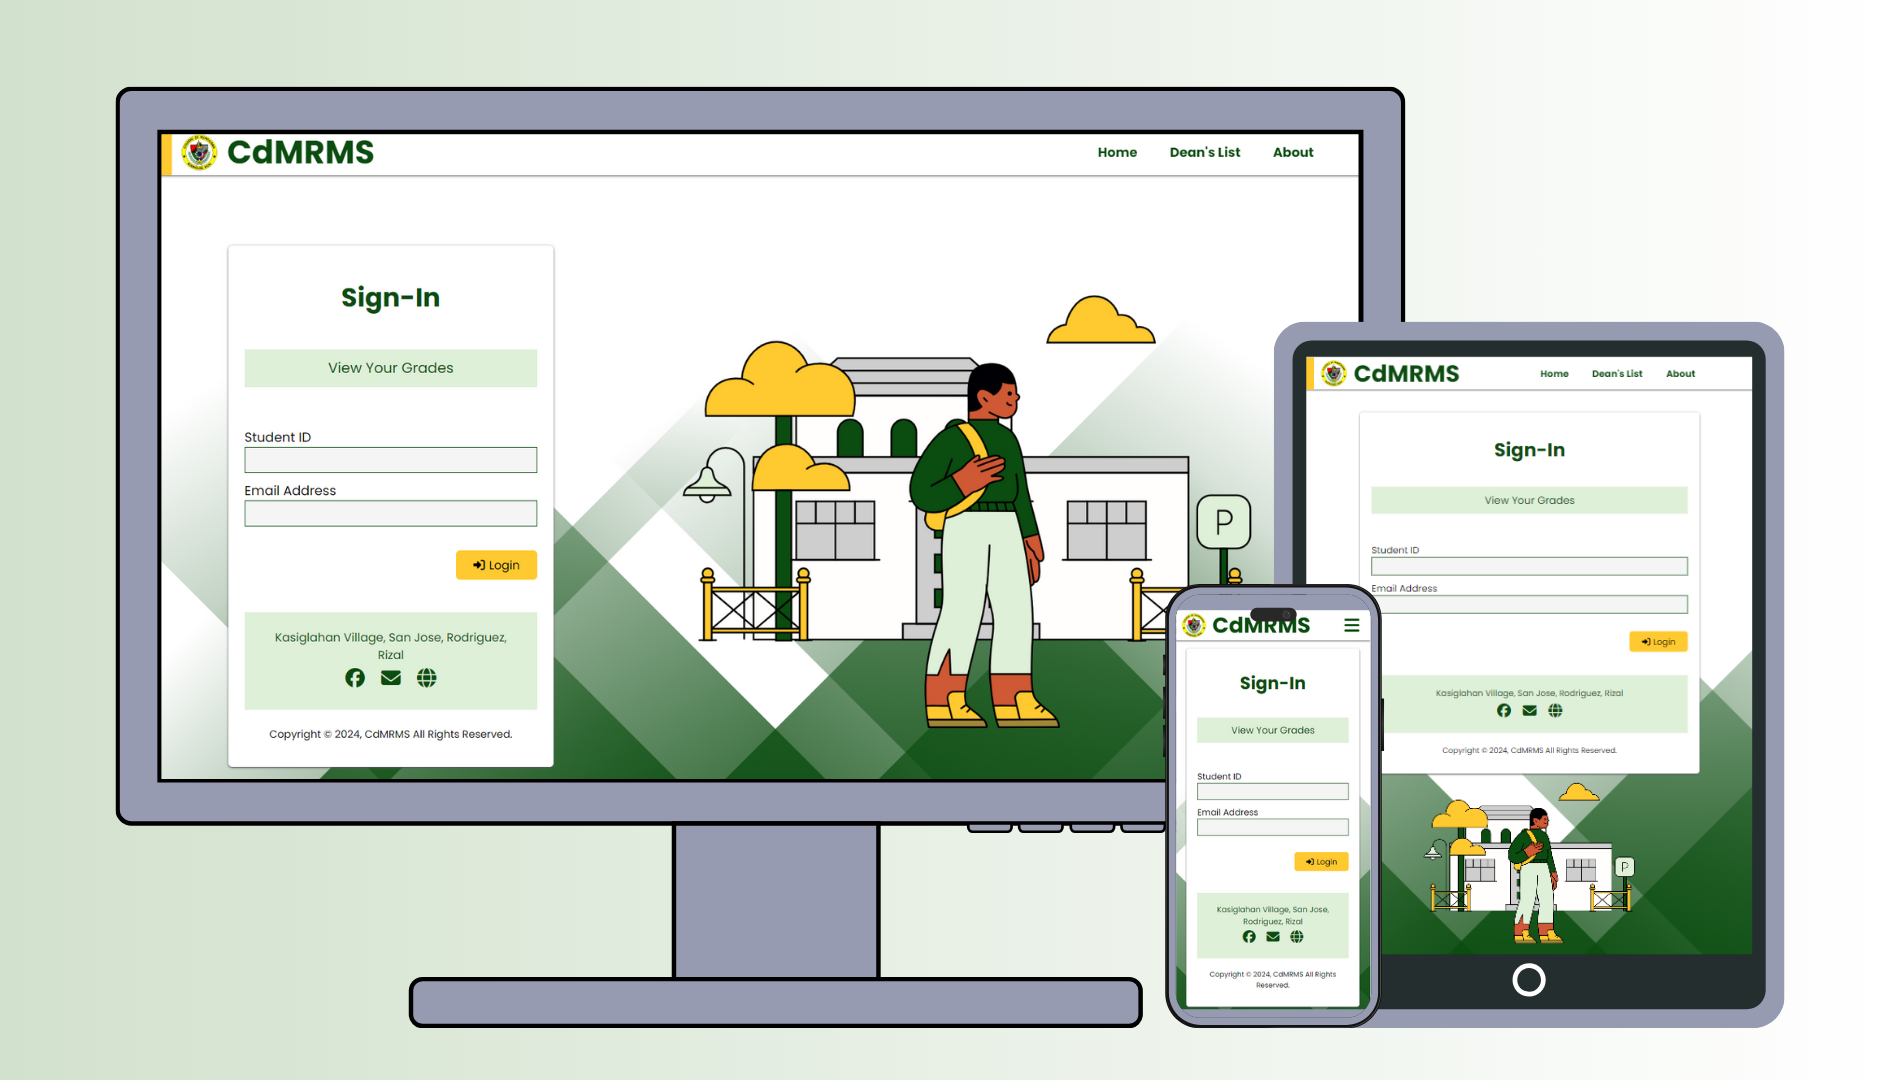 CdMRMS
Home Dean's List About
Sign-In
View Your Grades
Student ID
Email Address
Login
Kasiglahan Village, San Jose, Rodriguez,
Rizal
Copyright © 2024, CdMRMS All Rights Reserved.
P
CdMRMS
Home Dean's List About
Sign-In
View Your Grades
Student ID
Email Address
Login
Kasiglahan Village, San Jose, Rodriguez, Rizal
Copyright © 2024, CdMRMS All Rights Reserved.
P
CdMRMS
Sign-In
View Your Grades
Student ID
Email Address
Login
Kasiglahan Village, San Jose,
Rodriguez, Rizal
Copyright © 2024, CdMRMS All Rights
Reserved.